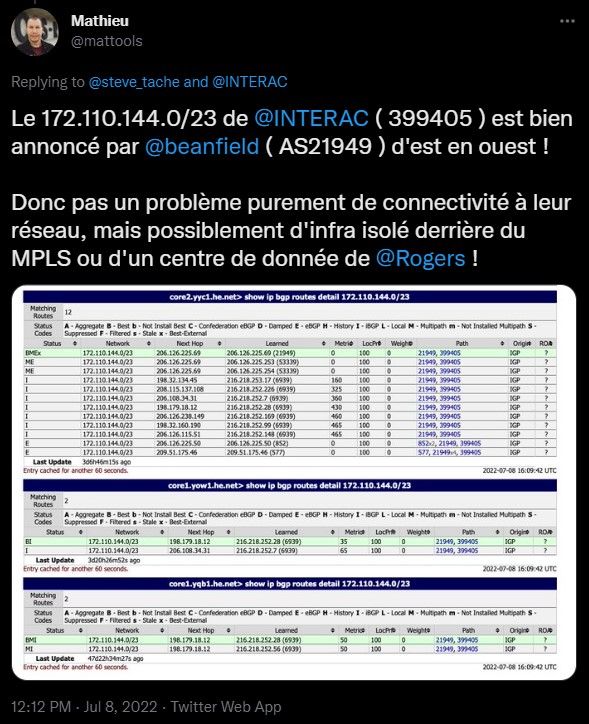 Mathieu
@mattools
Replying to @steve_tache and @INTERAC
Le 172.110.144.0/23 de @INTERAC ( 399405 ) est bien
annoncé par @beanfield ( AS21949 ) d'est en ouest !
Donc pas un problème purement de connectivité à leur
réseau, mais possiblement d'infra isolé derrière du
MPLS ou d'un centre de donnée de @Rogers !
core2.yyc1.he.net> show ip bgp routes detail 172.110.144.0/23
Matching Routes 12
Status Codes A - Aggregate B - Best b - Not Install Best C - Confederation eBGP D - Damped E - eBGP H - History I - iBGP L - Local M - Multipath m - Not Installed Multipath S -
Suppressed F - Filtered s - Stale x - Best-External
Status Network Next Hop Learned Metric LocPrf Weight Path Origin ROA
BMEx 172.110.144.0/23 206.126.225.69 206.126.225.69 (21949) 0 100 0 21949, 399405 IGP ?
ME 172.110.144.0/23 206.126.225.69 206.126.225.253 (53339) 0 100 0 21949, 399405 IGP ?
ME 172.110.144.0/23 206.126.225.69 206.126.225.254 (53339) 0 100 0 21949, 399405 IGP ?
I 172.110.144.0/23 198.32.134.45 216.218.253.17 (6939) 160 100 0 21949, 399405 IGP ?
I 172.110.144.0/23 208.115.137.108 216.218.252.226 (6939) 325 100 0 21949, 399405 IGP ?
I 172.110.144.0/23 206.108.34.31 216.218.252.7 (6939) 360 100 0 21949, 399405 IGP ?
I 172.110.144.0/23 198.179.18.12 216.218.252.28 (6939) 430 100 0 21949, 399405 IGP ?
I 172.110.144.0/23 206.126.238.149 216.218.252.169 (6939) 460 100 0 21949, 399405 IGP ?
I 172.110.144.0/23 198.32.160.190 216.218.252.99 (6939) 465 100 0 21949, 399405 IGP ?
I 172.110.144.0/23 206.126.115.51 216.218.252.148 (6939) 465 100 0 21949, 399405 IGP ?
E 172.110.144.0/23 206.126.225.50 206.126.225.50 (852) 0 100 0 852x2, 21949, 399405 IGP ?
E 172.110.144.0/23 209.51.175.46 209.51.175.46 (577) 0 100 0 577, 21949x4, 399405 IGP ?
Last Update 3d6h46m15s ago
Entry cached for another 60 seconds. 2022-07-08 16:09:42 UTC
core1.yow1.he.net> show ip bgp routes detail 172.110.144.0/23
Matching Routes 2
Status Codes A - Aggregate B - Best b - Not Install Best C - Confederation eBGP D - Damped E - eBGP H - History I - iBGP L - Local M - Multipath m - Not Installed Multipath S -
Suppressed F - Filtered s - Stale x - Best-External
Status Network Next Hop Learned Metric LocPrf Weight Path Origin ROA
BI 172.110.144.0/23 198.179.18.12 216.218.252.28 (6939) 35 100 0 21949, 399405 IGP ?
I 172.110.144.0/23 206.108.34.31 216.218.252.7 (6939) 65 100 0 21949, 399405 IGP ?
Last Update 3d20h26m52s ago
Entry cached for another 60 seconds. 2022-07-08 16:09:42 UTC
core1.yqb1.he.net> show ip bgp routes detail 172.110.144.0/23
Matching Routes 2
Status Codes A - Aggregate B - Best b - Not Install Best C - Confederation eBGP D - Damped E - eBGP H - History I - iBGP L - Local M - Multipath m - Not Installed Multipath S -
Suppressed F - Filtered s - Stale x - Best-External
Status Network Next Hop Learned Metric LocPrf Weight Path Origin ROA
BMI 172.110.144.0/23 198.179.18.12 216.218.252.28 (6939) 50 100 0 21949, 399405 IGP ?
MI 172.110.144.0/23 198.179.18.12 216.218.252.56 (6939) 50 100 0 21949, 399405 IGP ?
Last Update 47d22h34m27s ago
Entry cached for another 60 seconds. 2022-07-08 16:09:42 UTC
12:12 PM · Jul 8, 2022 · Twitter Web App